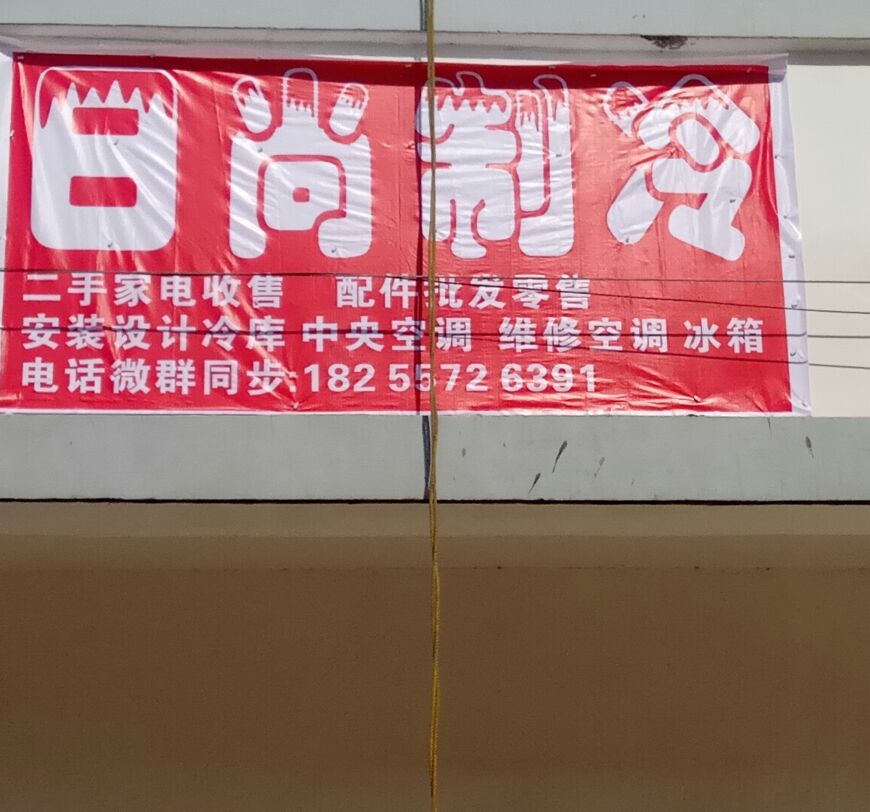 日尚制冷
二手家电收售 配件批发零售
安装设计冷库 中央空调 维修空调 冰箱
电话微群同步:182 5572 6391